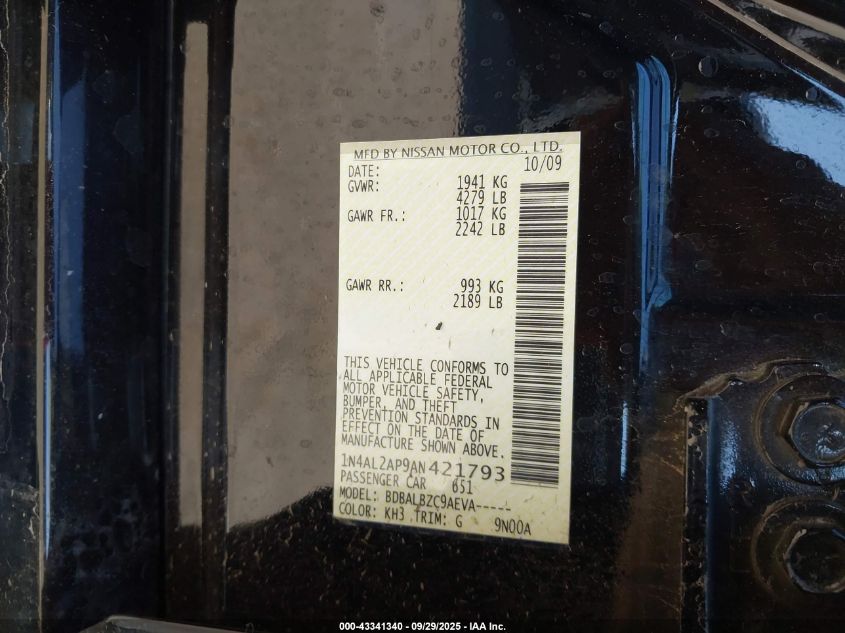 MFD BY NISSAN MOTOR CO., LTD.
DATE: 10/09
GVWR: 1941 KG
4279 LB
GAWR FR.: 1017 KG
2242 LB
GAWR RR.: 993 KG
2189 LB
THIS VEHICLE CONFORMS TO
ALL APPLICABLE FEDERAL
MOTOR VEHICLE SAFETY,
BUMPER, AND THEFT
PREVENTION STANDARDS IN
EFFECT ON THE DATE OF
MANUFACTURE SHOWN ABOVE.
1N4AL2AP9AN421793
PASSENGER CAR 651
MODEL: BDBALBZC9AEVA-----
COLOR: KH3 TRIM: G 9N00A
000-43341340 - 09/29/2025 - IAA Inc.